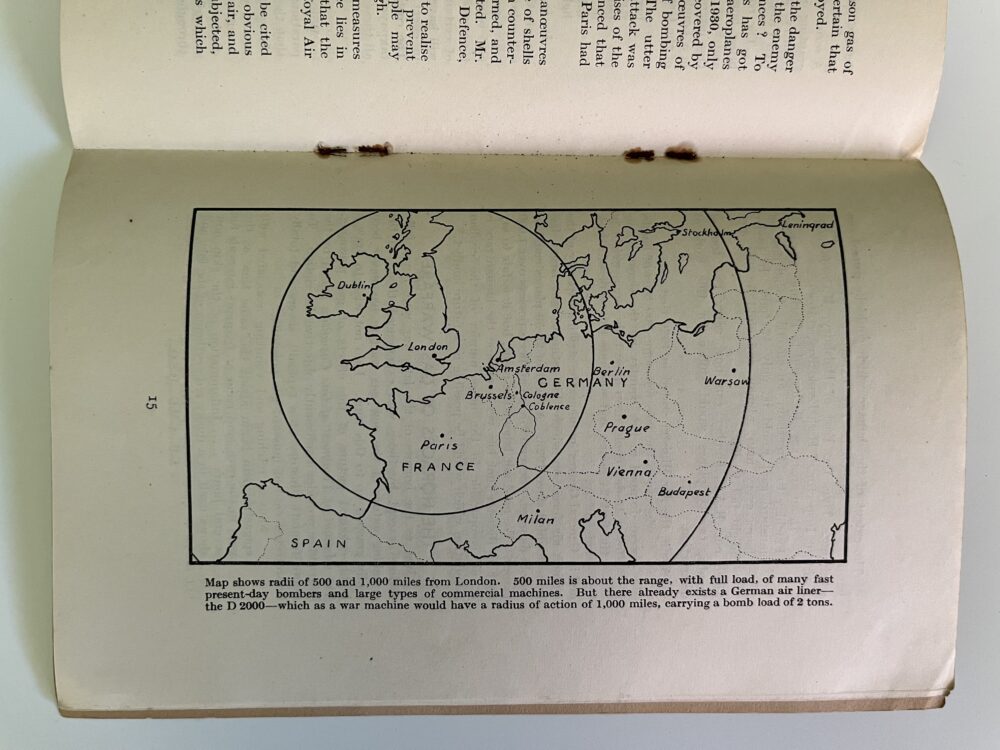 son gas of
ertain that
oyed.
the danger
the enemy
nces ? To
s has got
aeroplanes
1930, only
covered by
œuvres of
f bombing
The utter
ttack was
ises of the
nced that
Paris had
anœuvres
e of shells
n counter-
rned, and
ted. Mr.
Defence,
to realise
prevent
ple may
gh.
measures
e lies in
that the
oyal Air
be cited
obvious
air, and
bjected,
s which
15
Leningrad
Stockholm
Dublin
London
Amsterdam
Berlin
GERMANY
Warsaw
Brussels
Cologne
Coblence
Prague
Paris
FRANCE
Vienna
Budapest
Milan
SPAIN
Map shows radii of 500 and 1,000 miles from London. 500 miles is about the range, with full load, of many fast
present-day bombers and large types of commercial machines. But there already exists a German air liner—
the D 2000—which as a war machine would have a radius of action of 1,000 miles, carrying a bomb load of 2 tons.